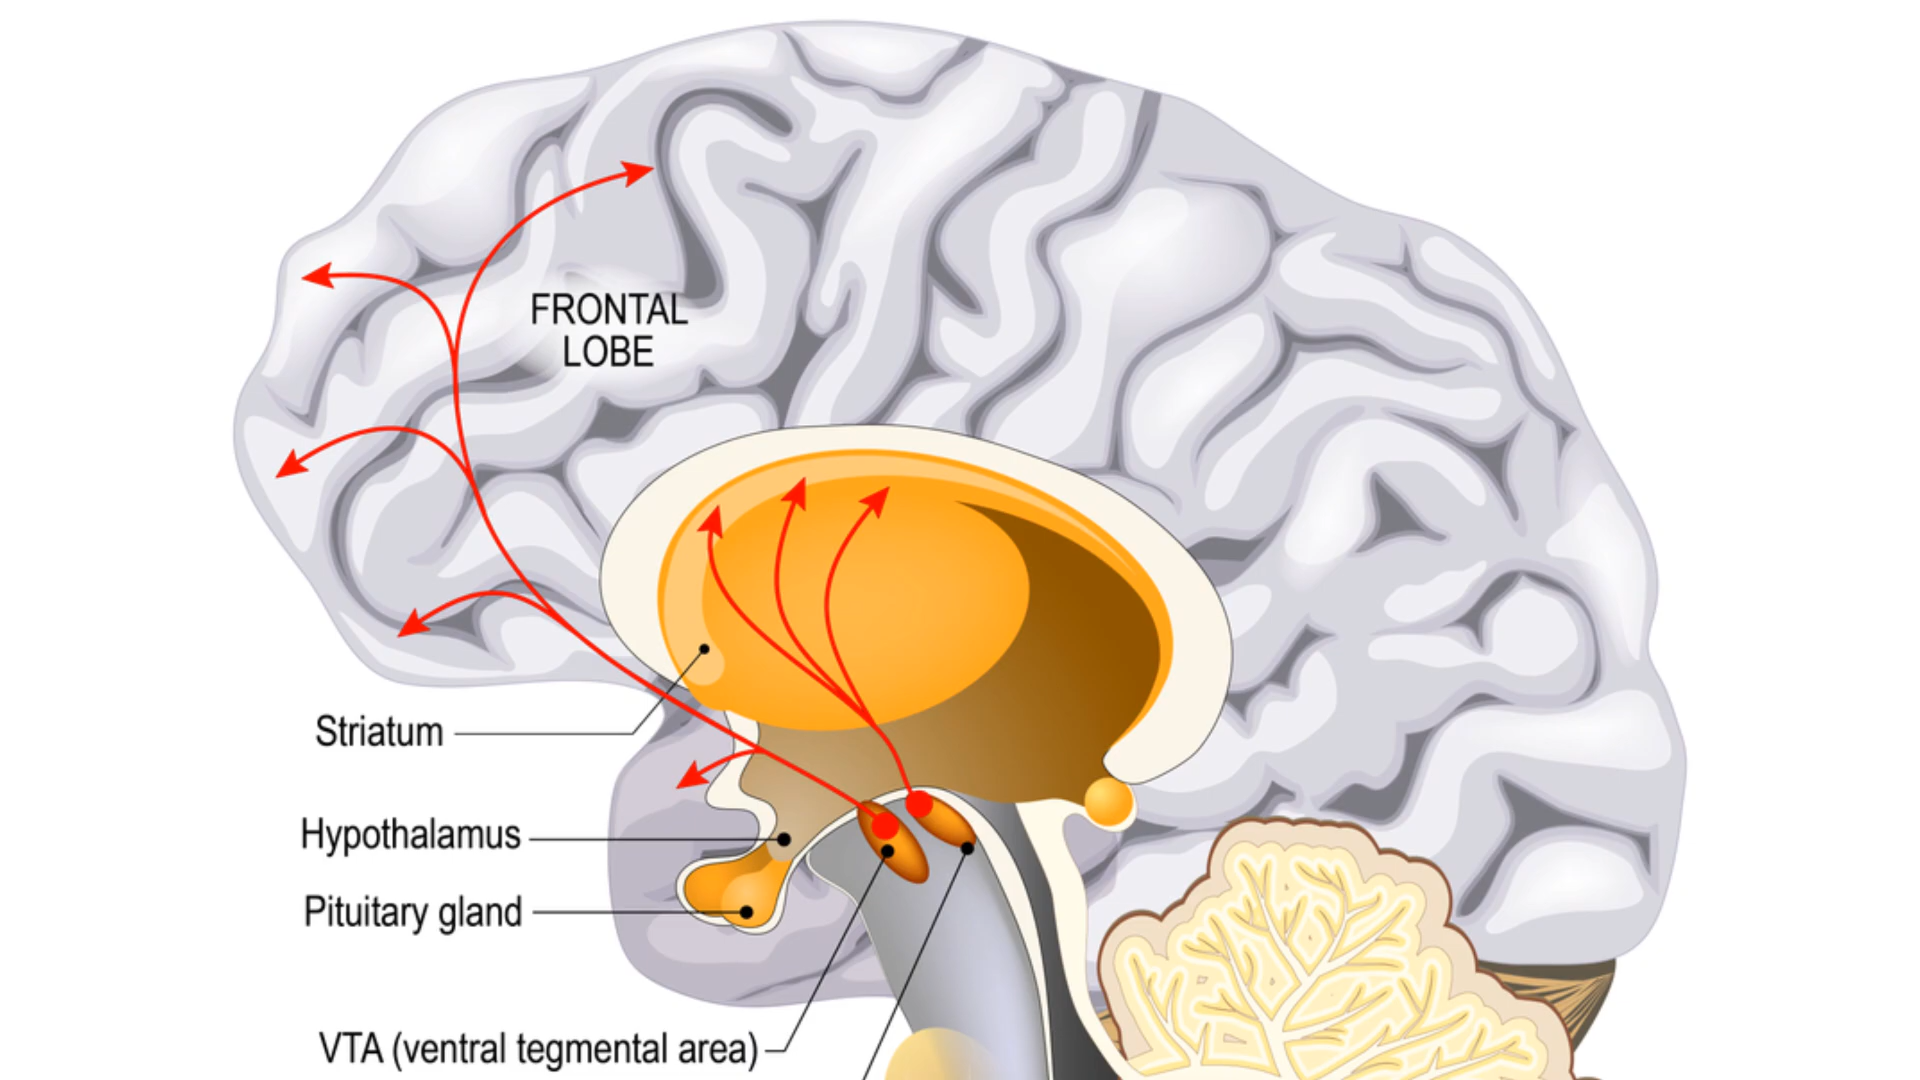 FRONTAL
LOBE
Striatum
Hypothalamus
Pituitary gland
VTA (ventral tegmental area)